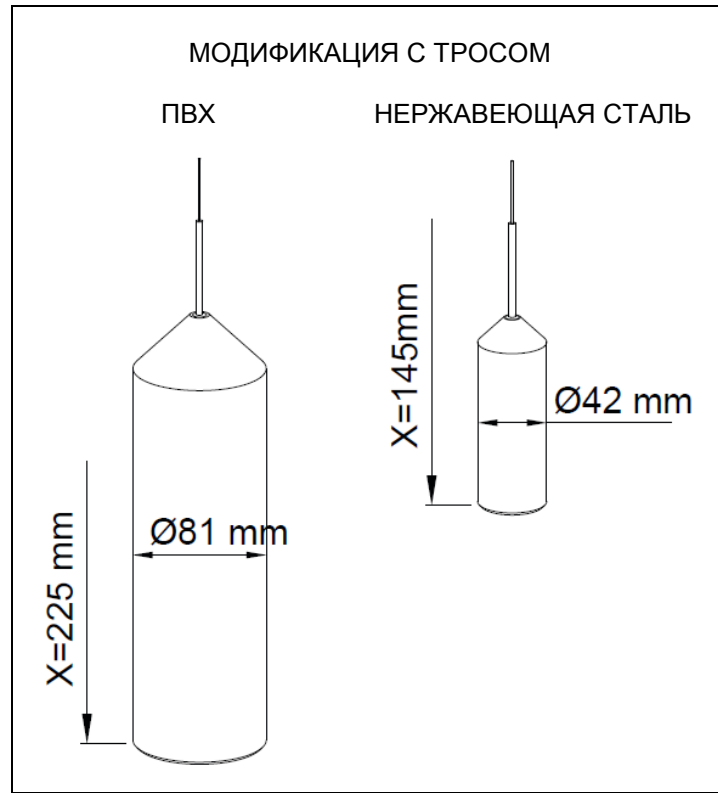 МОДИФИКАЦИЯ С ТРОСОМ
ПВХ
НЕРЖАВЕЮЩАЯ СТАЛЬ
X=225 mm
Ø81 mm
X=145mm
Ø42 mm